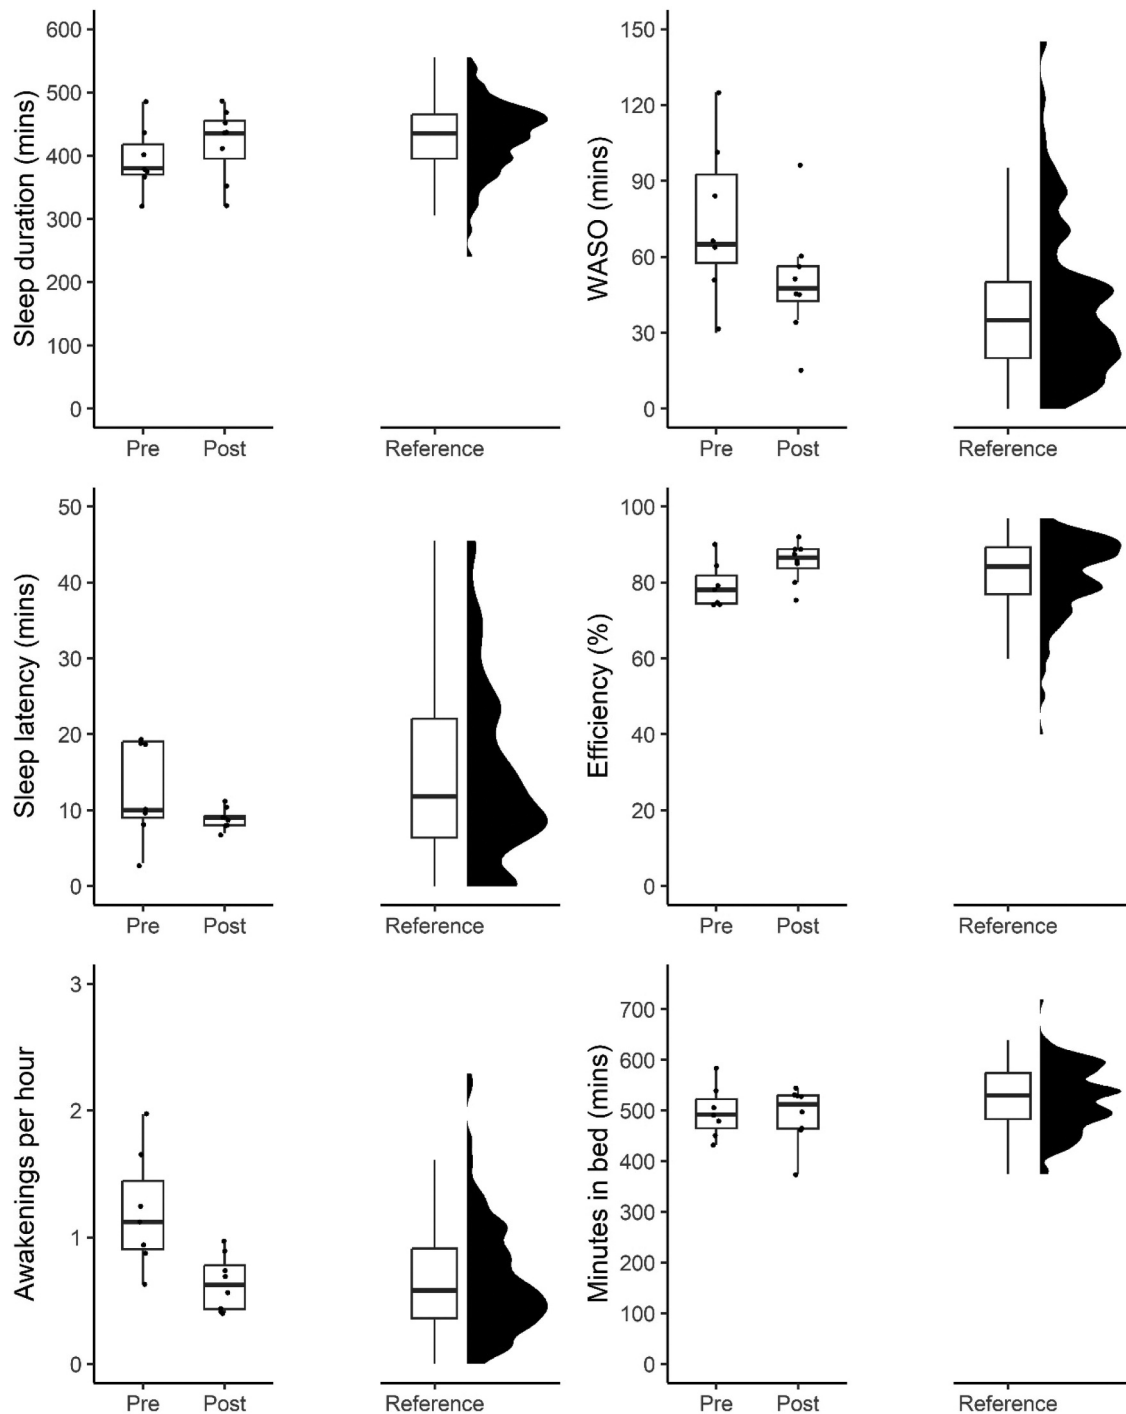 Sleep duration (mins)
600
500
400
300
200
100
0
Pre
Post
Reference
WASO (mins)
150
120
90
60
30
0
Pre
Post
Reference
Sleep latency (mins)
50
40
30
20
10
0
Pre
Post
Reference
Efficiency (%)
100
80
60
40
20
0
Pre
Post
Reference
Awakenings per hour
3
2
1
0
Pre
Post
Reference
Minutes in bed (mins)
700
600
500
400
300
200
100
0
Pre
Post
Reference